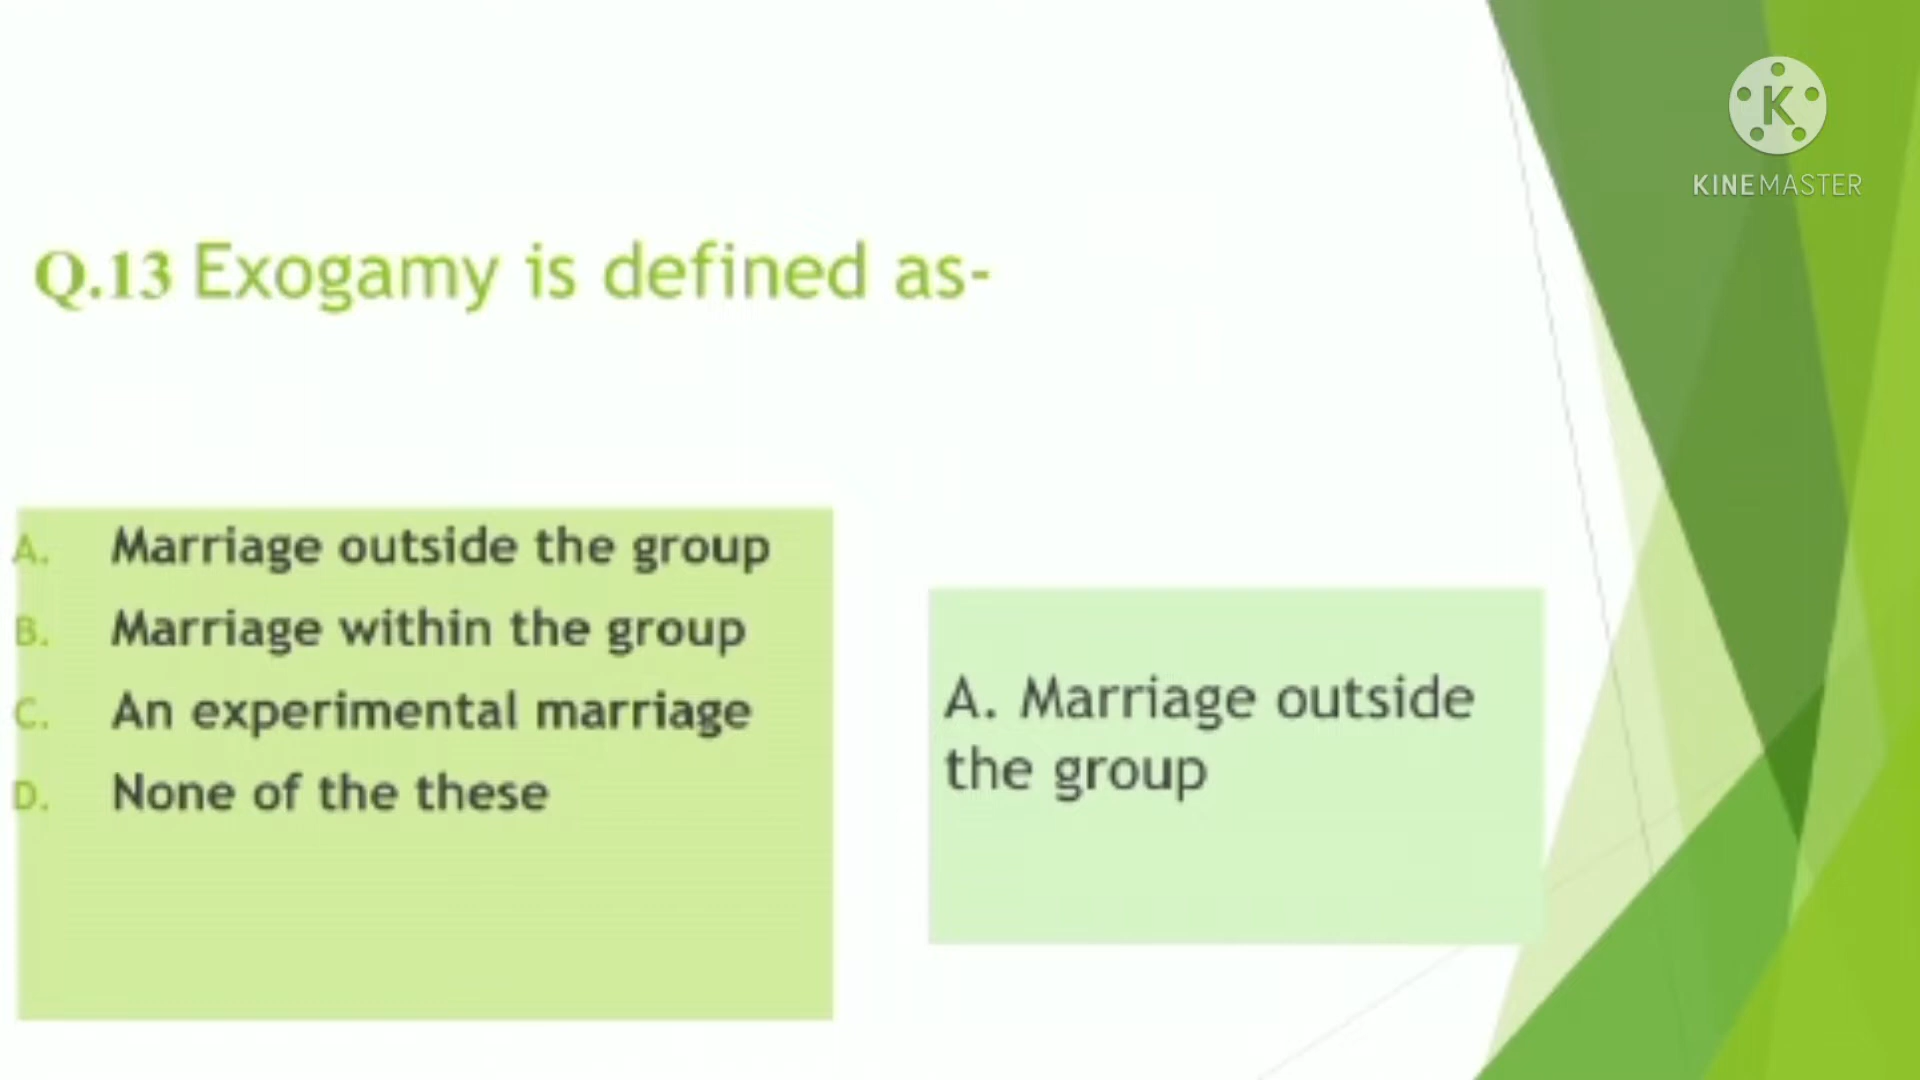 KINEMASTER
Q.13 Exogamy is defined as-
A. Marriage outside the group
B. Marriage within the group
C. An experimental marriage
D. None of the these
A. Marriage outside
the group